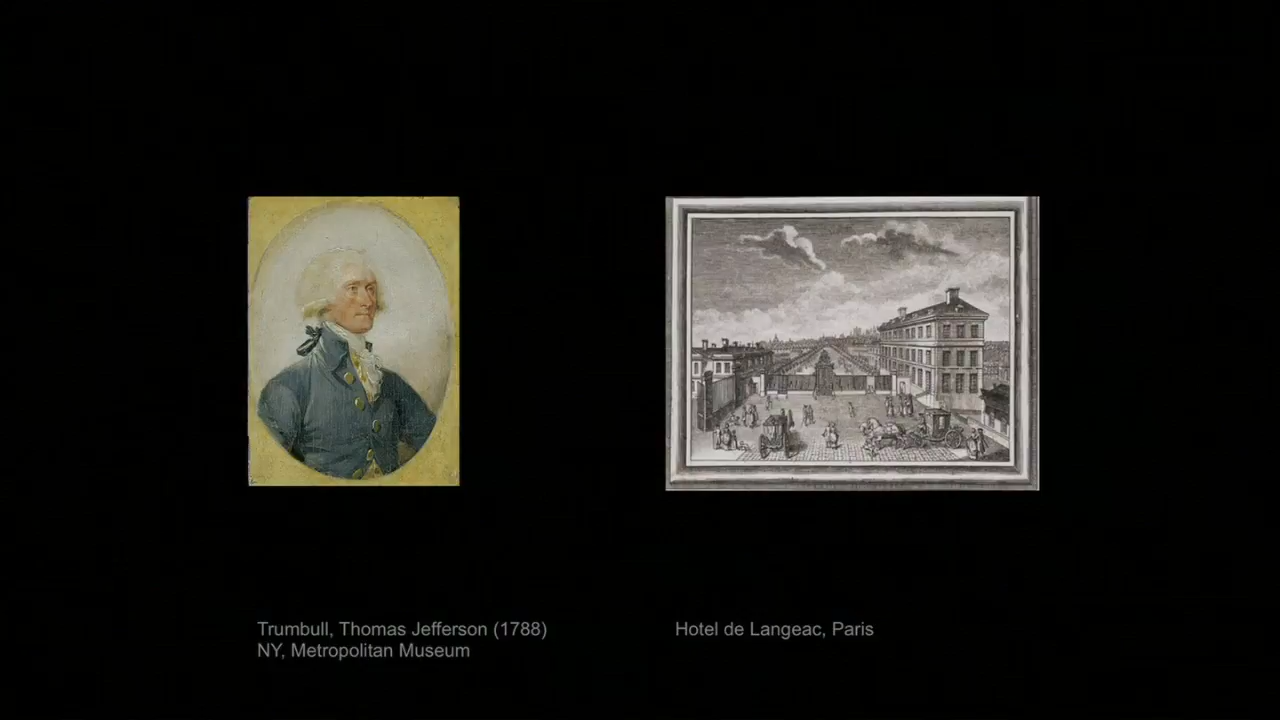 Trumbull, Thomas Jefferson (1788)
NY, Metropolitan Museum
Hotel de Langeac, Paris